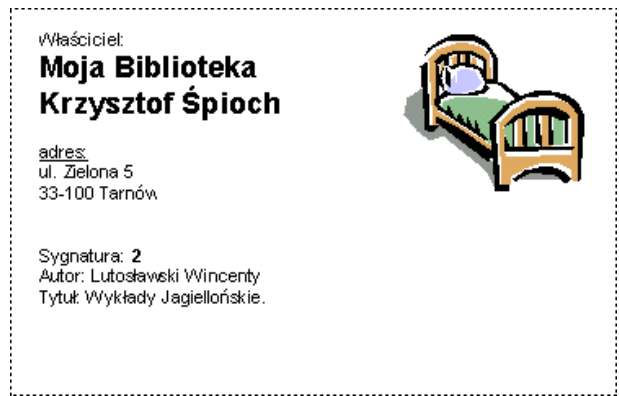 Właściciel:
Moja Biblioteka
Krzysztof Śpioch
adres:
ul. Zielona 5
33-100 Tarnów
Sygnatura: 2
Autor: Lutosławski Wincenty
Tytuł: Wykłady Jagiellońskie.